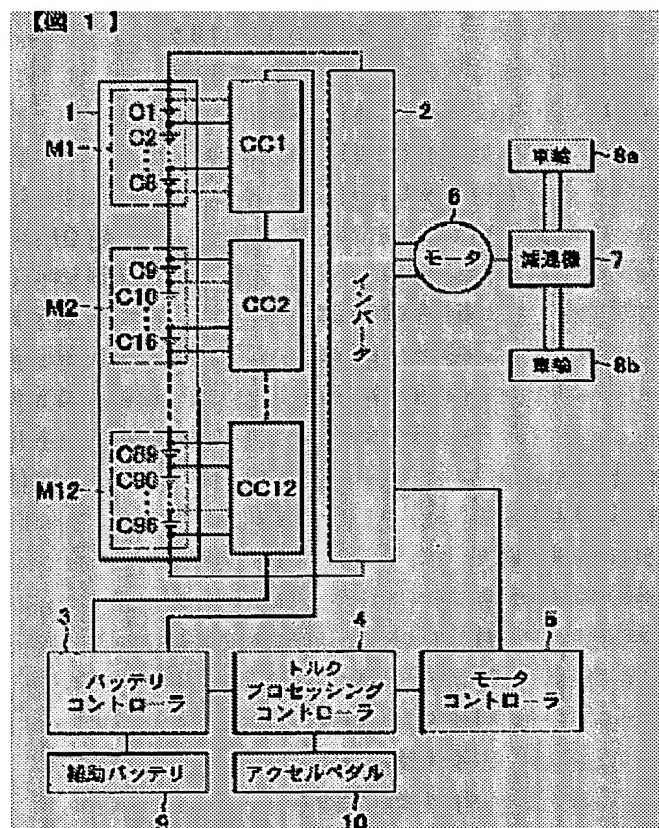 【図 1 】
1
M1
C1
C2
C8
CC1
2
車輪
8a
6
モータ
減速機
7
M2
C9
C10
C16
CC2
インバータ
車輪
8b
M12
C89
C90
C96
CC12
3
4
5
バッテリ
コントローラ
トルク
プロセッシング
コントローラ
モータ
コントローラ
補助バッテリ
アクセルペダル
9
10